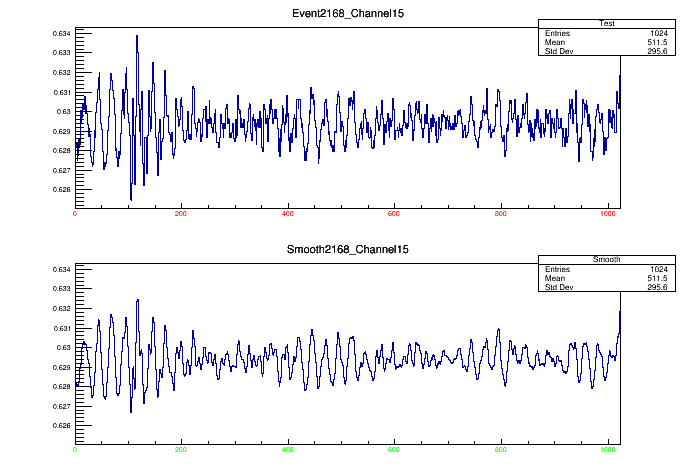 Event2168_Channel15
Test
Entries 1024
Mean 511.5
Std Dev 295.6
0.634
0.633
0.632
0.631
0.63
0.629
0.628
0.627
0.626
0 200 400 600 800 1000
Smooth2168_Channel15
Smooth
Entries 1024
Mean 511.5
Std Dev 295.6
0.634
0.633
0.632
0.631
0.63
0.629
0.628
0.627
0.626
0 200 400 600 800 1000